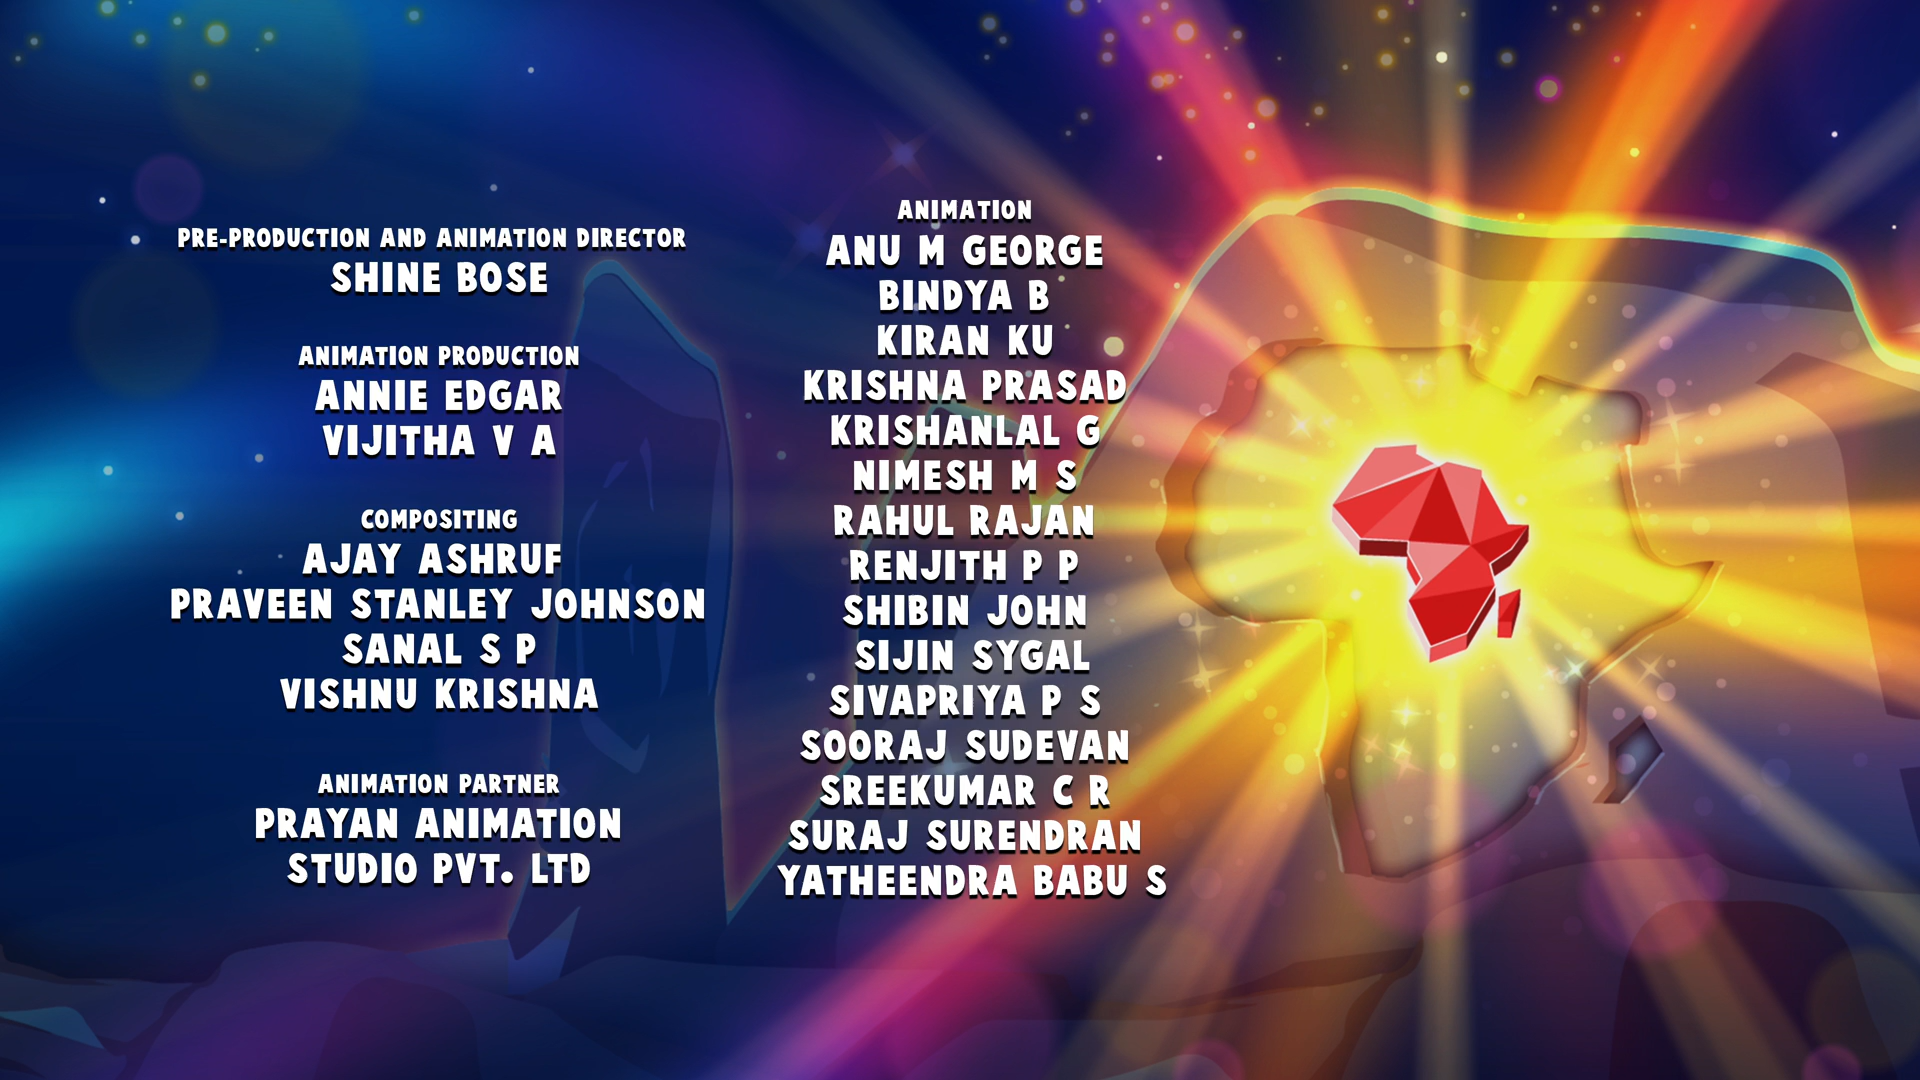 PRE-PRODUCTION AND ANIMATION DIRECTOR
SHINE BOSE
ANIMATION PRODUCTION
ANNIE EDGAR
VIJITHA V A
COMPOSITING
AJAY ASHRUF
PRAVEEN STANLEY JOHNSON
SANAL S P
VISHNU KRISHNA
ANIMATION PARTNER
PRAYAN ANIMATION
STUDIO PVT. LTD
ANIMATION
ANU M GEORGE
BINDYA B
KIRAN KU
KRISHNA PRASAD
KRISHANLAL G
NIMESH M S
RAHUL RAJAN
RENJITH P P
SHIBIN JOHN
SIJIN SYGAL
SIVAPRIYA P S
SOORAJ SUDEVAN
SREEKUMAR C R
SURAJ SURENDRAN
YATHEENDRA BABU S